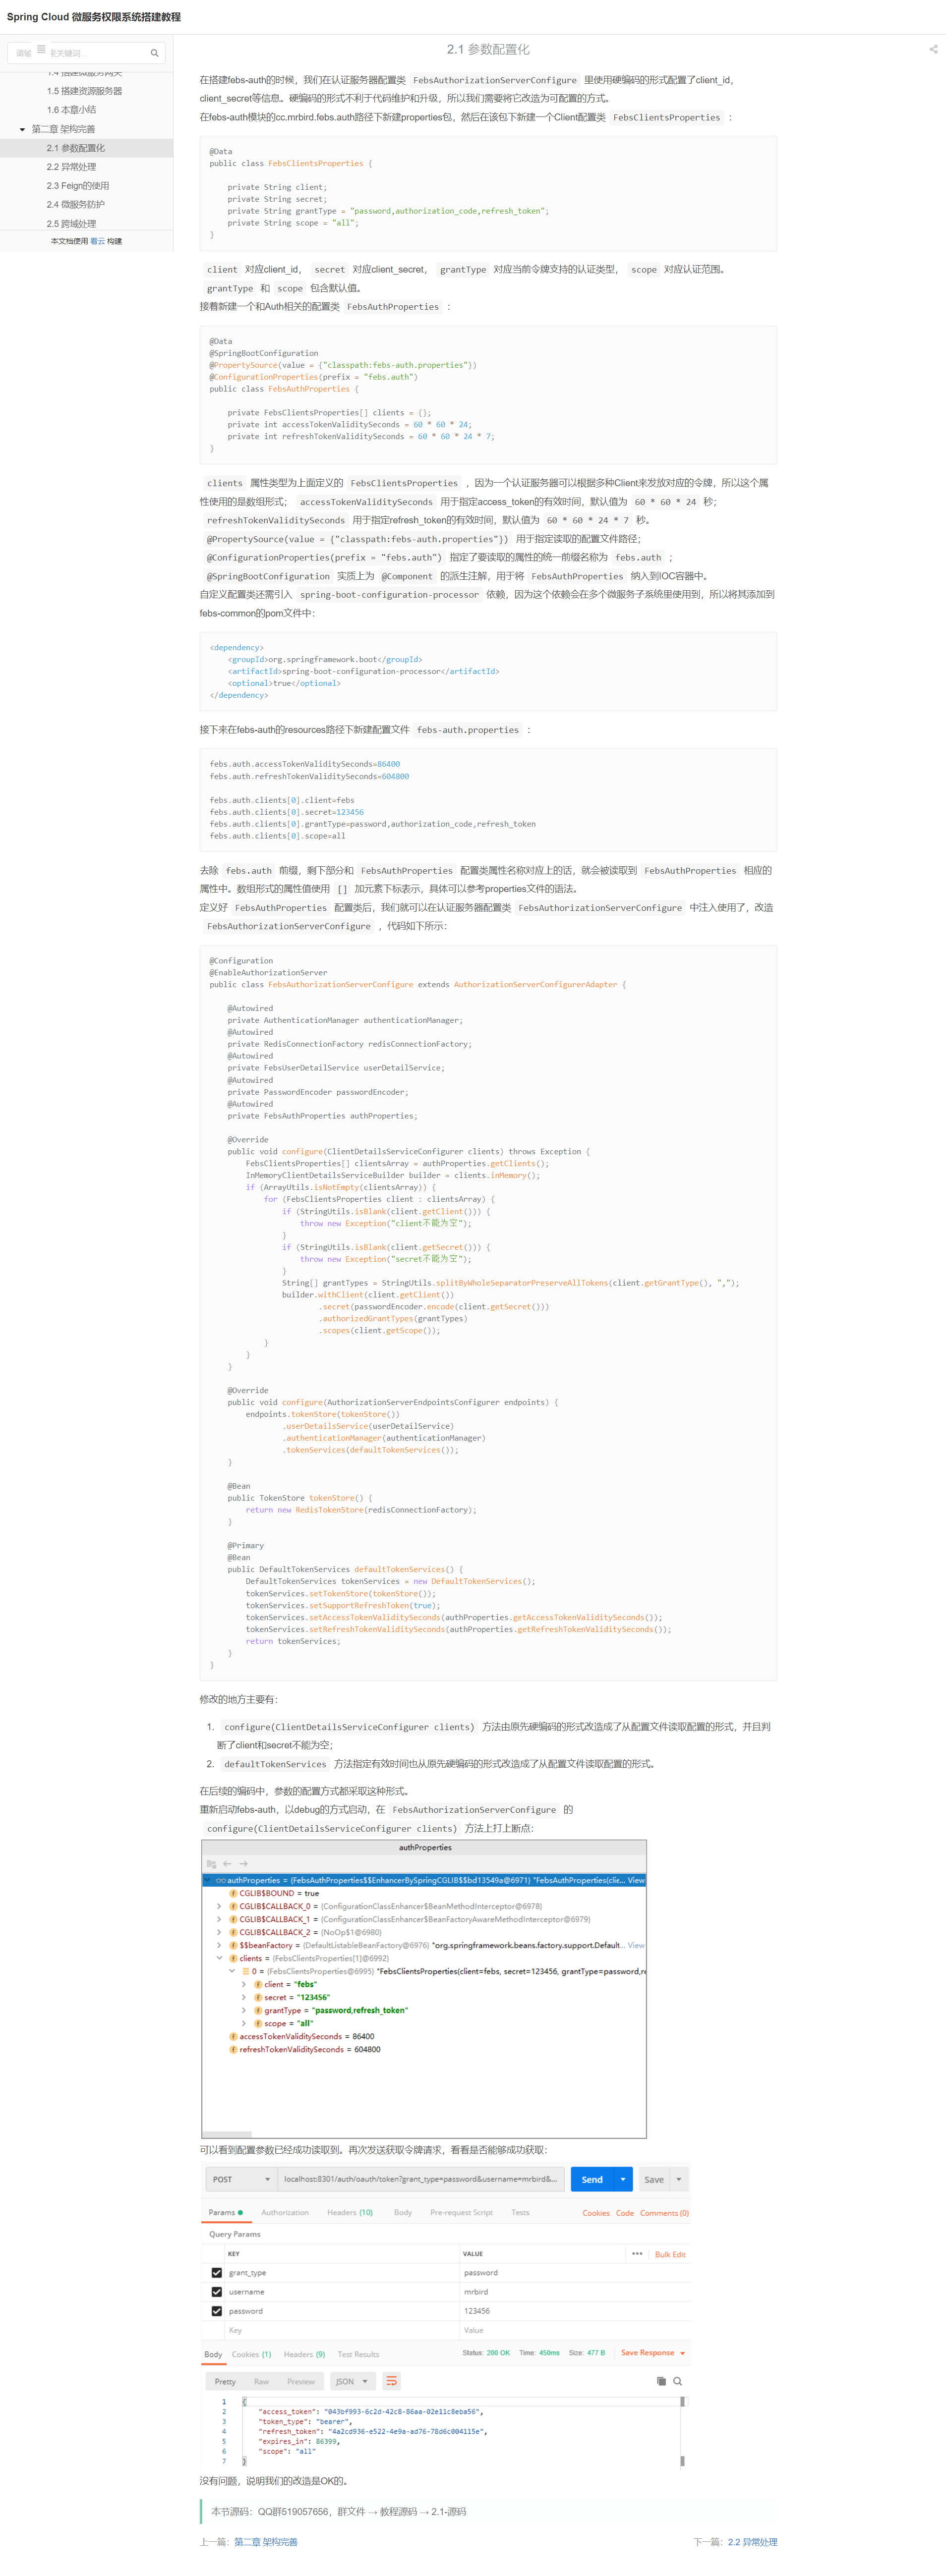 Spring Cloud 微服务权限系统搭建教程
2.1 参数配置化
1.4 搭建微服务网关
1.5 搭建资源服务器
1.6 本章小结
第二章 架构完善
2.1 参数配置化
2.2 异常处理
2.3 Feign的使用
2.4 微服务防护
2.5 跨域处理
本文档使用 看云 构建
在搭建febs-auth的时候，我们在认证服务器配置类 FebsAuthorizationServerConfigure 里使用硬编码的形式配置了client_id，
client_secret等信息。硬编码的形式不利于代码维护和升级，所以我们需要将它改造为可配置的方式。
在febs-auth模块的cc.mrbird.febs.auth路径下新建properties包，然后在该包下新建一个Client配置类 FebsClientsProperties ：
@Data
public class FebsClientsProperties {
private String client;
private String secret;
private String grantType = "password,authorization_code,refresh_token";
private String scope = "all";
}
client 对应client_id， secret 对应client_secret， grantType 对应当前令牌支持的认证类型， scope 对应认证范围。
grantType 和 scope 包含默认值。
接着新建一个和Auth相关的配置类 FebsAuthProperties ：
@Data
@SpringBootConfiguration
@PropertySource(value = {"classpath:febs-auth.properties"})
@ConfigurationProperties(prefix = "febs.auth")
public class FebsAuthProperties {
private FebsClientsProperties[] clients = {};
private int accessTokenValiditySeconds = 60 * 60 * 24;
private int refreshTokenValiditySeconds = 60 * 60 * 24 * 7;
}
clients 属性类型为上面定义的 FebsClientsProperties ，因为一个认证服务器可以根据多种Client来发放对应的令牌，所以这个属
性使用的是数组形式； accessTokenValiditySeconds 用于指定access_token的有效时间，默认值为 60 * 60 * 24 秒；
refreshTokenValiditySeconds 用于指定refresh_token的有效时间，默认值为 60 * 60 * 24 * 7 秒。
@PropertySource(value = {"classpath:febs-auth.properties"}) 用于指定读取的配置文件路径；
@ConfigurationProperties(prefix = "febs.auth") 指定了要读取的属性的统一前缀名称为 febs.auth ；
@SpringBootConfiguration 实质上为 @Component 的派生注解，用于将 FebsAuthProperties 纳入到IOC容器中。
自定义配置类还需引入 spring-boot-configuration-processor 依赖，因为这个依赖会在多个微服务子系统里使用到，所以将其添加到
febs-common的pom文件中：
<dependency>
<groupId>org.springframework.boot</groupId>
<artifactId>spring-boot-configuration-processor</artifactId>
<optional>true</optional>
</dependency>
接下来在febs-auth的resources路径下新建配置文件 febs-auth.properties ：
febs.auth.accessTokenValiditySeconds=86400
febs.auth.refreshTokenValiditySeconds=604800
febs.auth.clients[0].client=febs
febs.auth.clients[0].secret=123456
febs.auth.clients[0].grantType=password,authorization_code,refresh_token
febs.auth.clients[0].scope=all
去除 febs.auth 前缀，剩下部分和 FebsAuthProperties 配置类属性名称对应上的话，就会被读取到 FebsAuthProperties 相应的
属性中。数组形式的属性值使用 [] 加元素下标表示，具体可以参考properties文件的语法。
定义好 FebsAuthProperties 配置类后，我们就可以在认证服务器配置类 FebsAuthorizationServerConfigure 中注入使用了，改造
FebsAuthorizationServerConfigure ，代码如下所示：
@Configuration
@EnableAuthorizationServer
public class FebsAuthorizationServerConfigure extends AuthorizationServerConfigurerAdapter {
@Autowired
private AuthenticationManager authenticationManager;
@Autowired
private RedisConnectionFactory redisConnectionFactory;
@Autowired
private FebsUserDetailService userDetailService;
@Autowired
private PasswordEncoder passwordEncoder;
@Autowired
private FebsAuthProperties authProperties;
@Override
public void configure(ClientDetailsServiceConfigurer clients) throws Exception {
FebsClientsProperties[] clientsArray = authProperties.getClients();
InMemoryClientDetailsServiceBuilder builder = clients.inMemory();
if (ArrayUtils.isNotEmpty(clientsArray)) {
for (FebsClientsProperties client : clientsArray) {
if (StringUtils.isBlank(client.getClient())) {
throw new Exception("client不能为空");
}
if (StringUtils.isBlank(client.getSecret())) {
throw new Exception("secret不能为空");
}
String[] grantTypes = StringUtils.splitByWholeSeparatorPreserveAllTokens(client.getGrantType(), ",");
builder.withClient(client.getClient())
.secret(passwordEncoder.encode(client.getSecret()))
.authorizedGrantTypes(grantTypes)
.scopes(client.getScope());
}
}
}
@Override
public void configure(AuthorizationServerEndpointsConfigurer endpoints) {
endpoints.tokenStore(tokenStore())
.userDetailsService(userDetailService)
.authenticationManager(authenticationManager)
.tokenServices(defaultTokenServices());
}
@Bean
public TokenStore tokenStore() {
return new RedisTokenStore(redisConnectionFactory);
}
@Primary
@Bean
public DefaultTokenServices defaultTokenServices() {
DefaultTokenServices tokenServices = new DefaultTokenServices();
tokenServices.setTokenStore(tokenStore());
tokenServices.setSupportRefreshToken(true);
tokenServices.setAccessTokenValiditySeconds(authProperties.getAccessTokenValiditySeconds());
tokenServices.setRefreshTokenValiditySeconds(authProperties.getRefreshTokenValiditySeconds());
return tokenServices;
}
}
修改的地方主要有：
1. configure(ClientDetailsServiceConfigurer clients) 方法由原先硬编码的形式改造成了从配置文件读取配置的形式，并且判
断了client和secret不能为空；
2. defaultTokenServices 方法指定有效时间也从原先硬编码的形式改造成了从配置文件读取配置的形式。
在后续的编码中，参数的配置方式都采取这种形式。
重新启动febs-auth，以debug的方式启动，在 FebsAuthorizationServerConfigure 的
configure(ClientDetailsServiceConfigurer clients) 方法上打上断点：
authProperties
authProperties = {FebsAuthProperties$$EnhancerBySpringCGLIB$$bd13549a@6971} "FebsAuthProperties(clie... View
CGLIB$BOUND = true
CGLIB$CALLBACK_0 = {ConfigurationClassEnhancer$BeanMethodInterceptor@6978}
CGLIB$CALLBACK_1 = {ConfigurationClassEnhancer$BeanFactoryAwareMethodInterceptor@6979}
CGLIB$CALLBACK_2 = {NoOp$1@6980}
$$beanFactory = {DefaultListableBeanFactory@6976} "org.springframework.beans.factory.support.Default... View
clients = {FebsClientsProperties[1]@6992}
0 = {FebsClientsProperties@6995} "FebsClientsProperties(client=febs, secret=123456, grantType=password,re
client = "febs"
secret = "123456"
grantType = "password,refresh_token"
scope = "all"
accessTokenValiditySeconds = 86400
refreshTokenValiditySeconds = 604800
可以看到配置参数已经成功读取到。再次发送获取令牌请求，看看是否能够成功获取：
POST localhost:8301/auth/oauth/token?grant_type=password&username=mrbird&... Send Save
Params Authorization Headers (10) Body Pre-request Script Tests Cookies Code Comments (0)
Query Params
KEY VALUE ••• Bulk Edit
grant_type password
username mrbird
password 123456
Key Value
Body Cookies (1) Headers (9) Test Results Status: 200 OK Time: 450ms Size: 477 B Save Response
Pretty Raw Preview JSON
1 {
2 "access_token": "043bf993-6c2d-42c8-86aa-02e11c8eba56",
3 "token_type": "bearer",
4 "refresh_token": "4a2cd936-e522-4e9a-ad76-78d6c004115e",
5 "expires_in": 86399,
6 "scope": "all"
7 }
没有问题，说明我们的改造是OK的。
本节源码：QQ群519057656，群文件 → 教程源码 → 2.1-源码
上一篇：第二章 架构完善
下一篇：2.2 异常处理